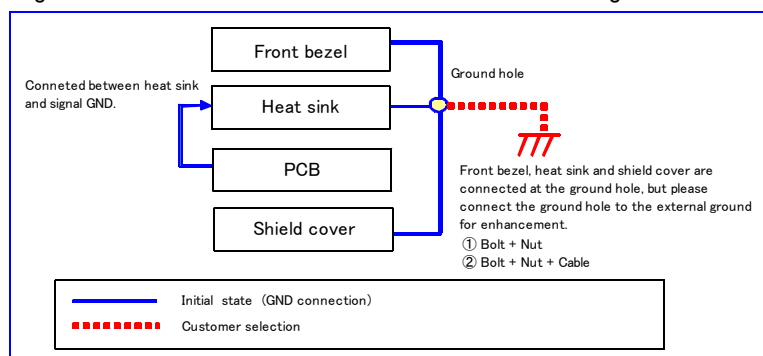 Front bezel
Ground hole
Conneted between heat sink
and signal GND.
Heat sink
PCB
Front bezel, heat sink and shield cover are
connected at the ground hole, but please
connect the ground hole to the external ground
for enhancement.
① Bolt + Nut
② Bolt + Nut + Cable
Shield cover
Initial state (GND connection)
Customer selection